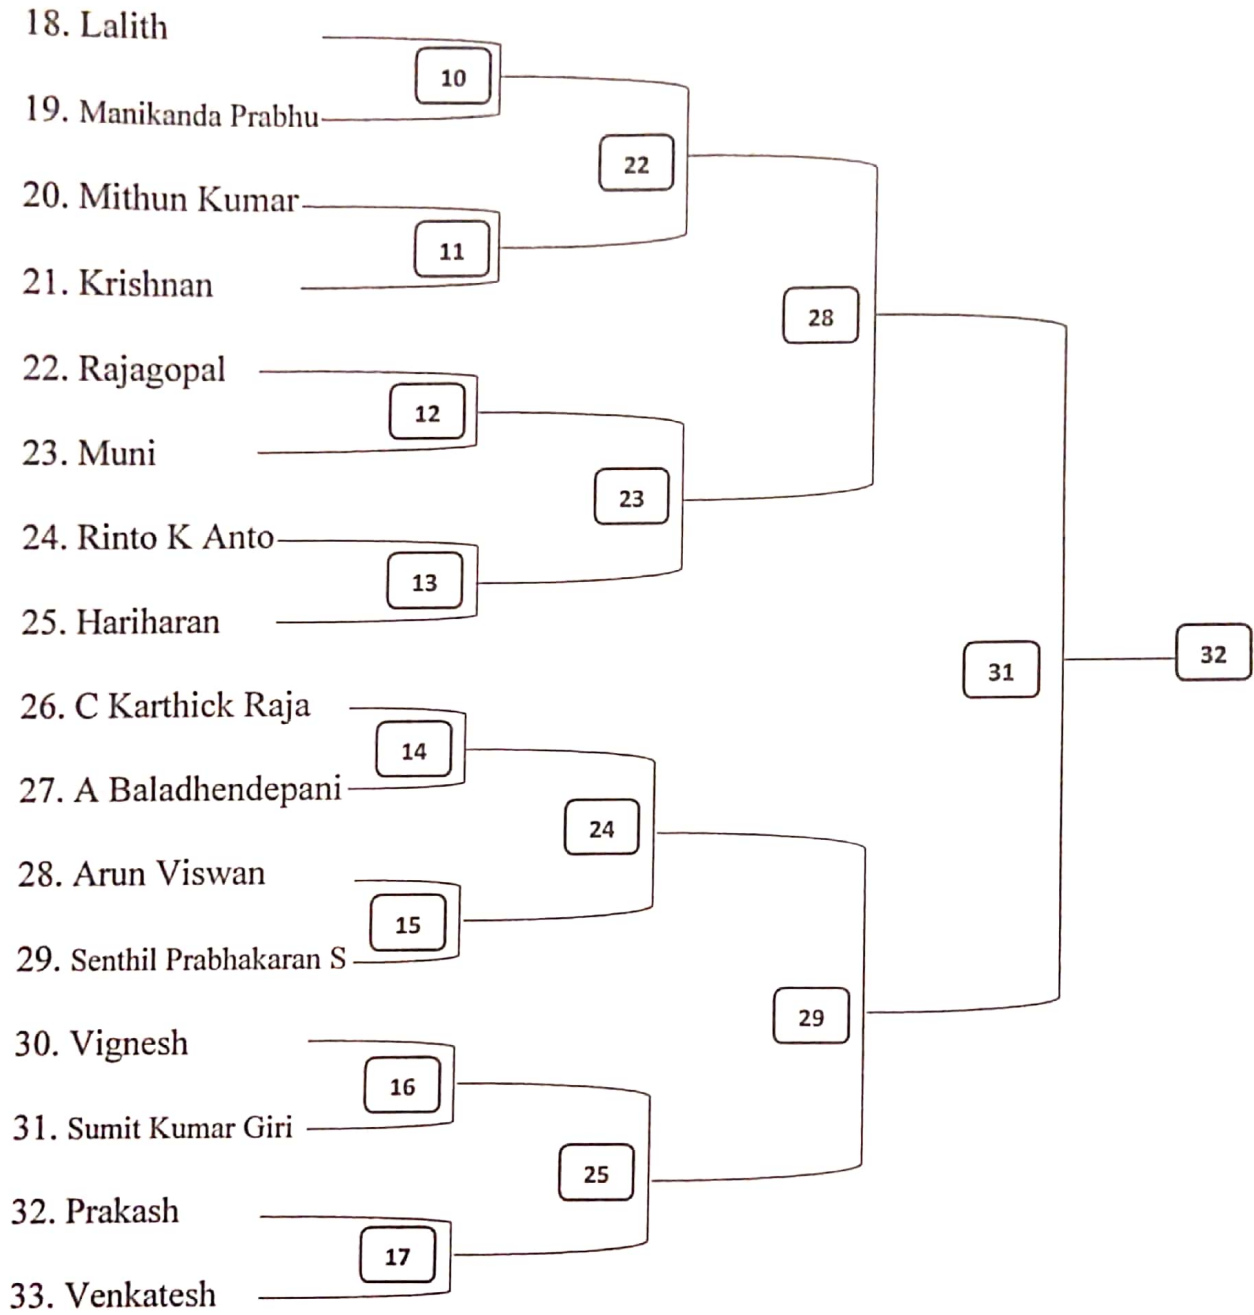 18. Lalith
10
19. Manikanda Prabhu
22
20. Mithun Kumar
11
21. Krishnan
28
22. Rajagopal
12
23. Muni
23
24. Rinto K Anto
13
25. Hariharan
31
32
26. C Karthick Raja
14
27. A Baladhendepani
24
28. Arun Viswan
15
29. Senthil Prabhakaran S
29
30. Vignesh
16
31. Sumit Kumar Giri
25
32. Prakash
17
33. Venkatesh